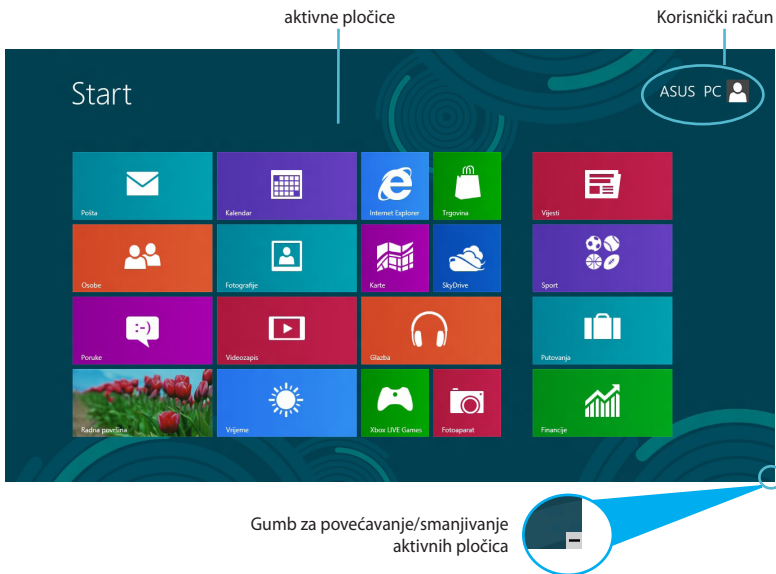 aktivne pločice
Korisnički račun
Start
ASUS PC
Pošta
Kalendar
Internet Explorer
Trgovina
Vijesti
Osobe
Fotografije
Karte
SkyDrive
Sport
Poruke
Videozapis
Glazba
Putovanja
Radna površina
Vrijeme
Xbox LIVE Games
Fotoaparat
Financije
Gumb za povećavanje/smanjivanje
aktivnih pločica